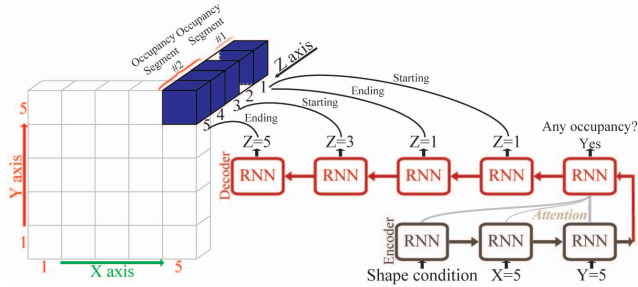 Occupancy Segment #2
Occupancy Segment #1
Z axis
1
2
3
4
5
Starting
Ending
Starting
Ending
Any occupancy?
Yes
Z=5
Z=3
Z=1
Z=1
Decoder
RNN
RNN
RNN
RNN
RNN
Attention
Encoder
RNN
RNN
RNN
Shape condition
X=5
Y=5
5
Y axis
1
1
X axis
5